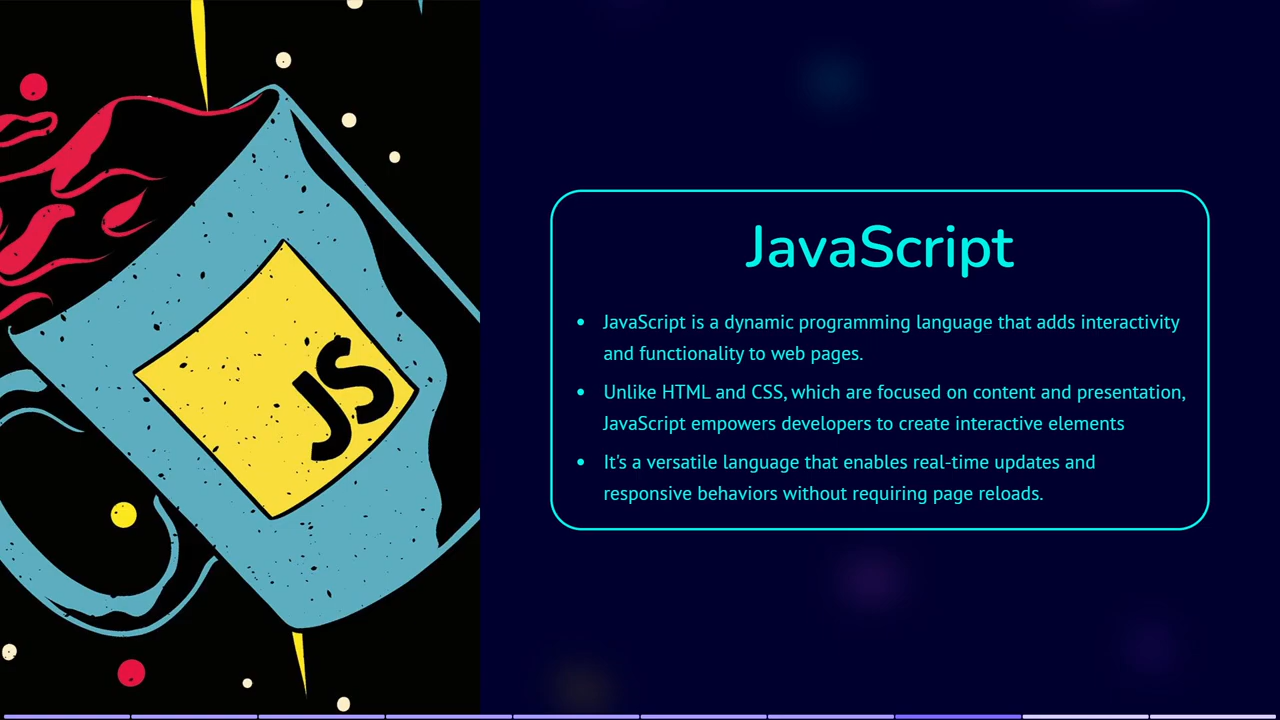 JS
JavaScript
• JavaScript is a dynamic programming language that adds interactivity
and functionality to web pages.
• Unlike HTML and CSS, which are focused on content and presentation,
JavaScript empowers developers to create interactive elements
• It's a versatile language that enables real-time updates and
responsive behaviors without requiring page reloads.